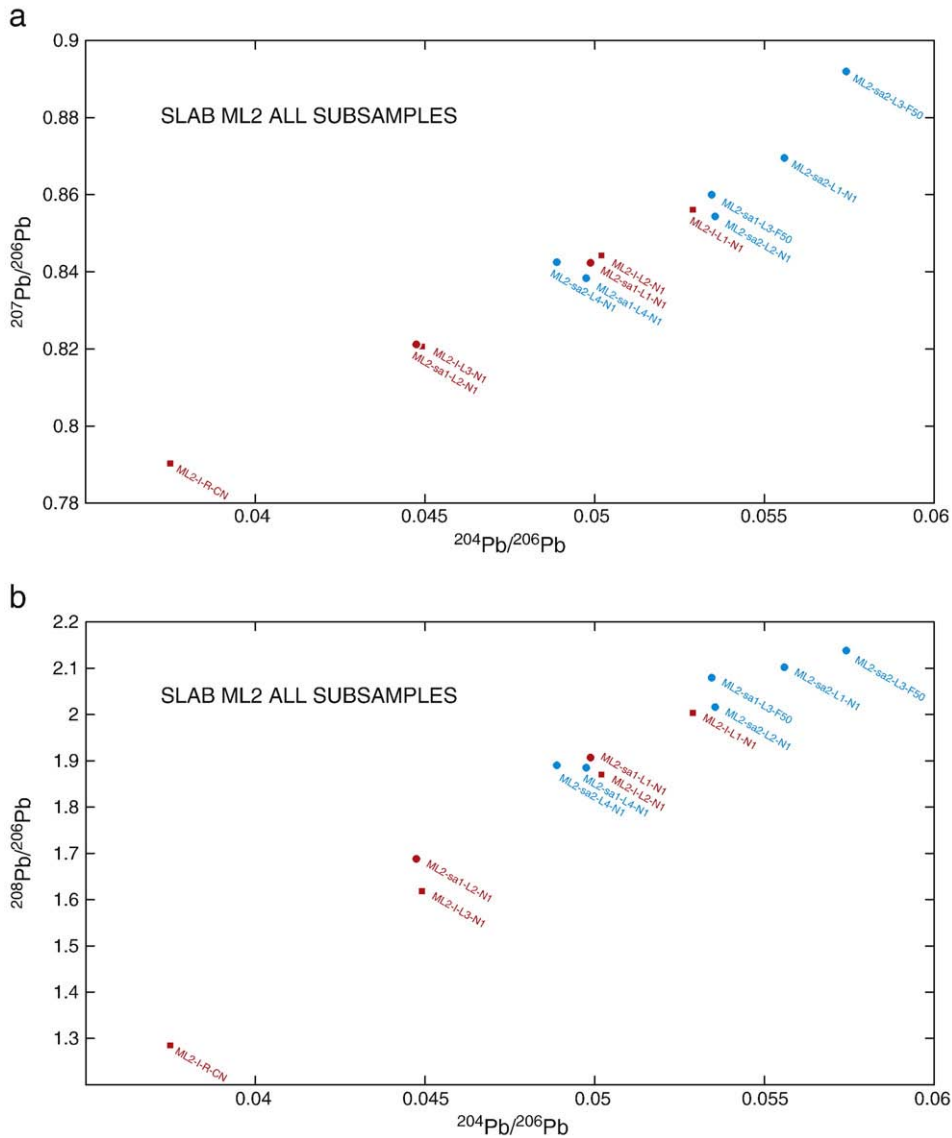 a
0.9
0.88
0.86
0.84
0.82
0.8
0.78
SLAB ML2 ALL SUBSAMPLES
ML2-sa2-L3-F50
ML2-sa2-L1-N1
ML2-sa1-L3-F50
ML2-sa2-L2-N1
ML2-I-L1-N1
ML2-I-L2-N1
ML2-sa1-L1-N1
ML2-sa1-L4-N1
ML2-sa2-L4-N1
ML2-I-L3-N1
ML2-sa1-L2-N1
ML2-I-R-CN
²⁰⁷Pb/²⁰⁶Pb
0.04 0.045 0.05 0.055 0.06
²⁰⁴Pb/²⁰⁶Pb
b
2.2
2.1
2
1.9
1.8
1.7
1.6
1.5
1.4
1.3
SLAB ML2 ALL SUBSAMPLES
ML2-sa2-L3-F50
ML2-sa2-L1-N1
ML2-sa1-L3-F50
ML2-sa2-L2-N1
ML2-I-L1-N1
ML2-sa1-L1-N1
ML2-I-L2-N1
ML2-sa1-L4-N1
ML2-sa2-L4-N1
ML2-sa1-L2-N1
ML2-I-L3-N1
ML2-I-R-CN
²⁰⁸Pb/²⁰⁶Pb
0.04 0.045 0.05 0.055 0.06
²⁰⁴Pb/²⁰⁶Pb